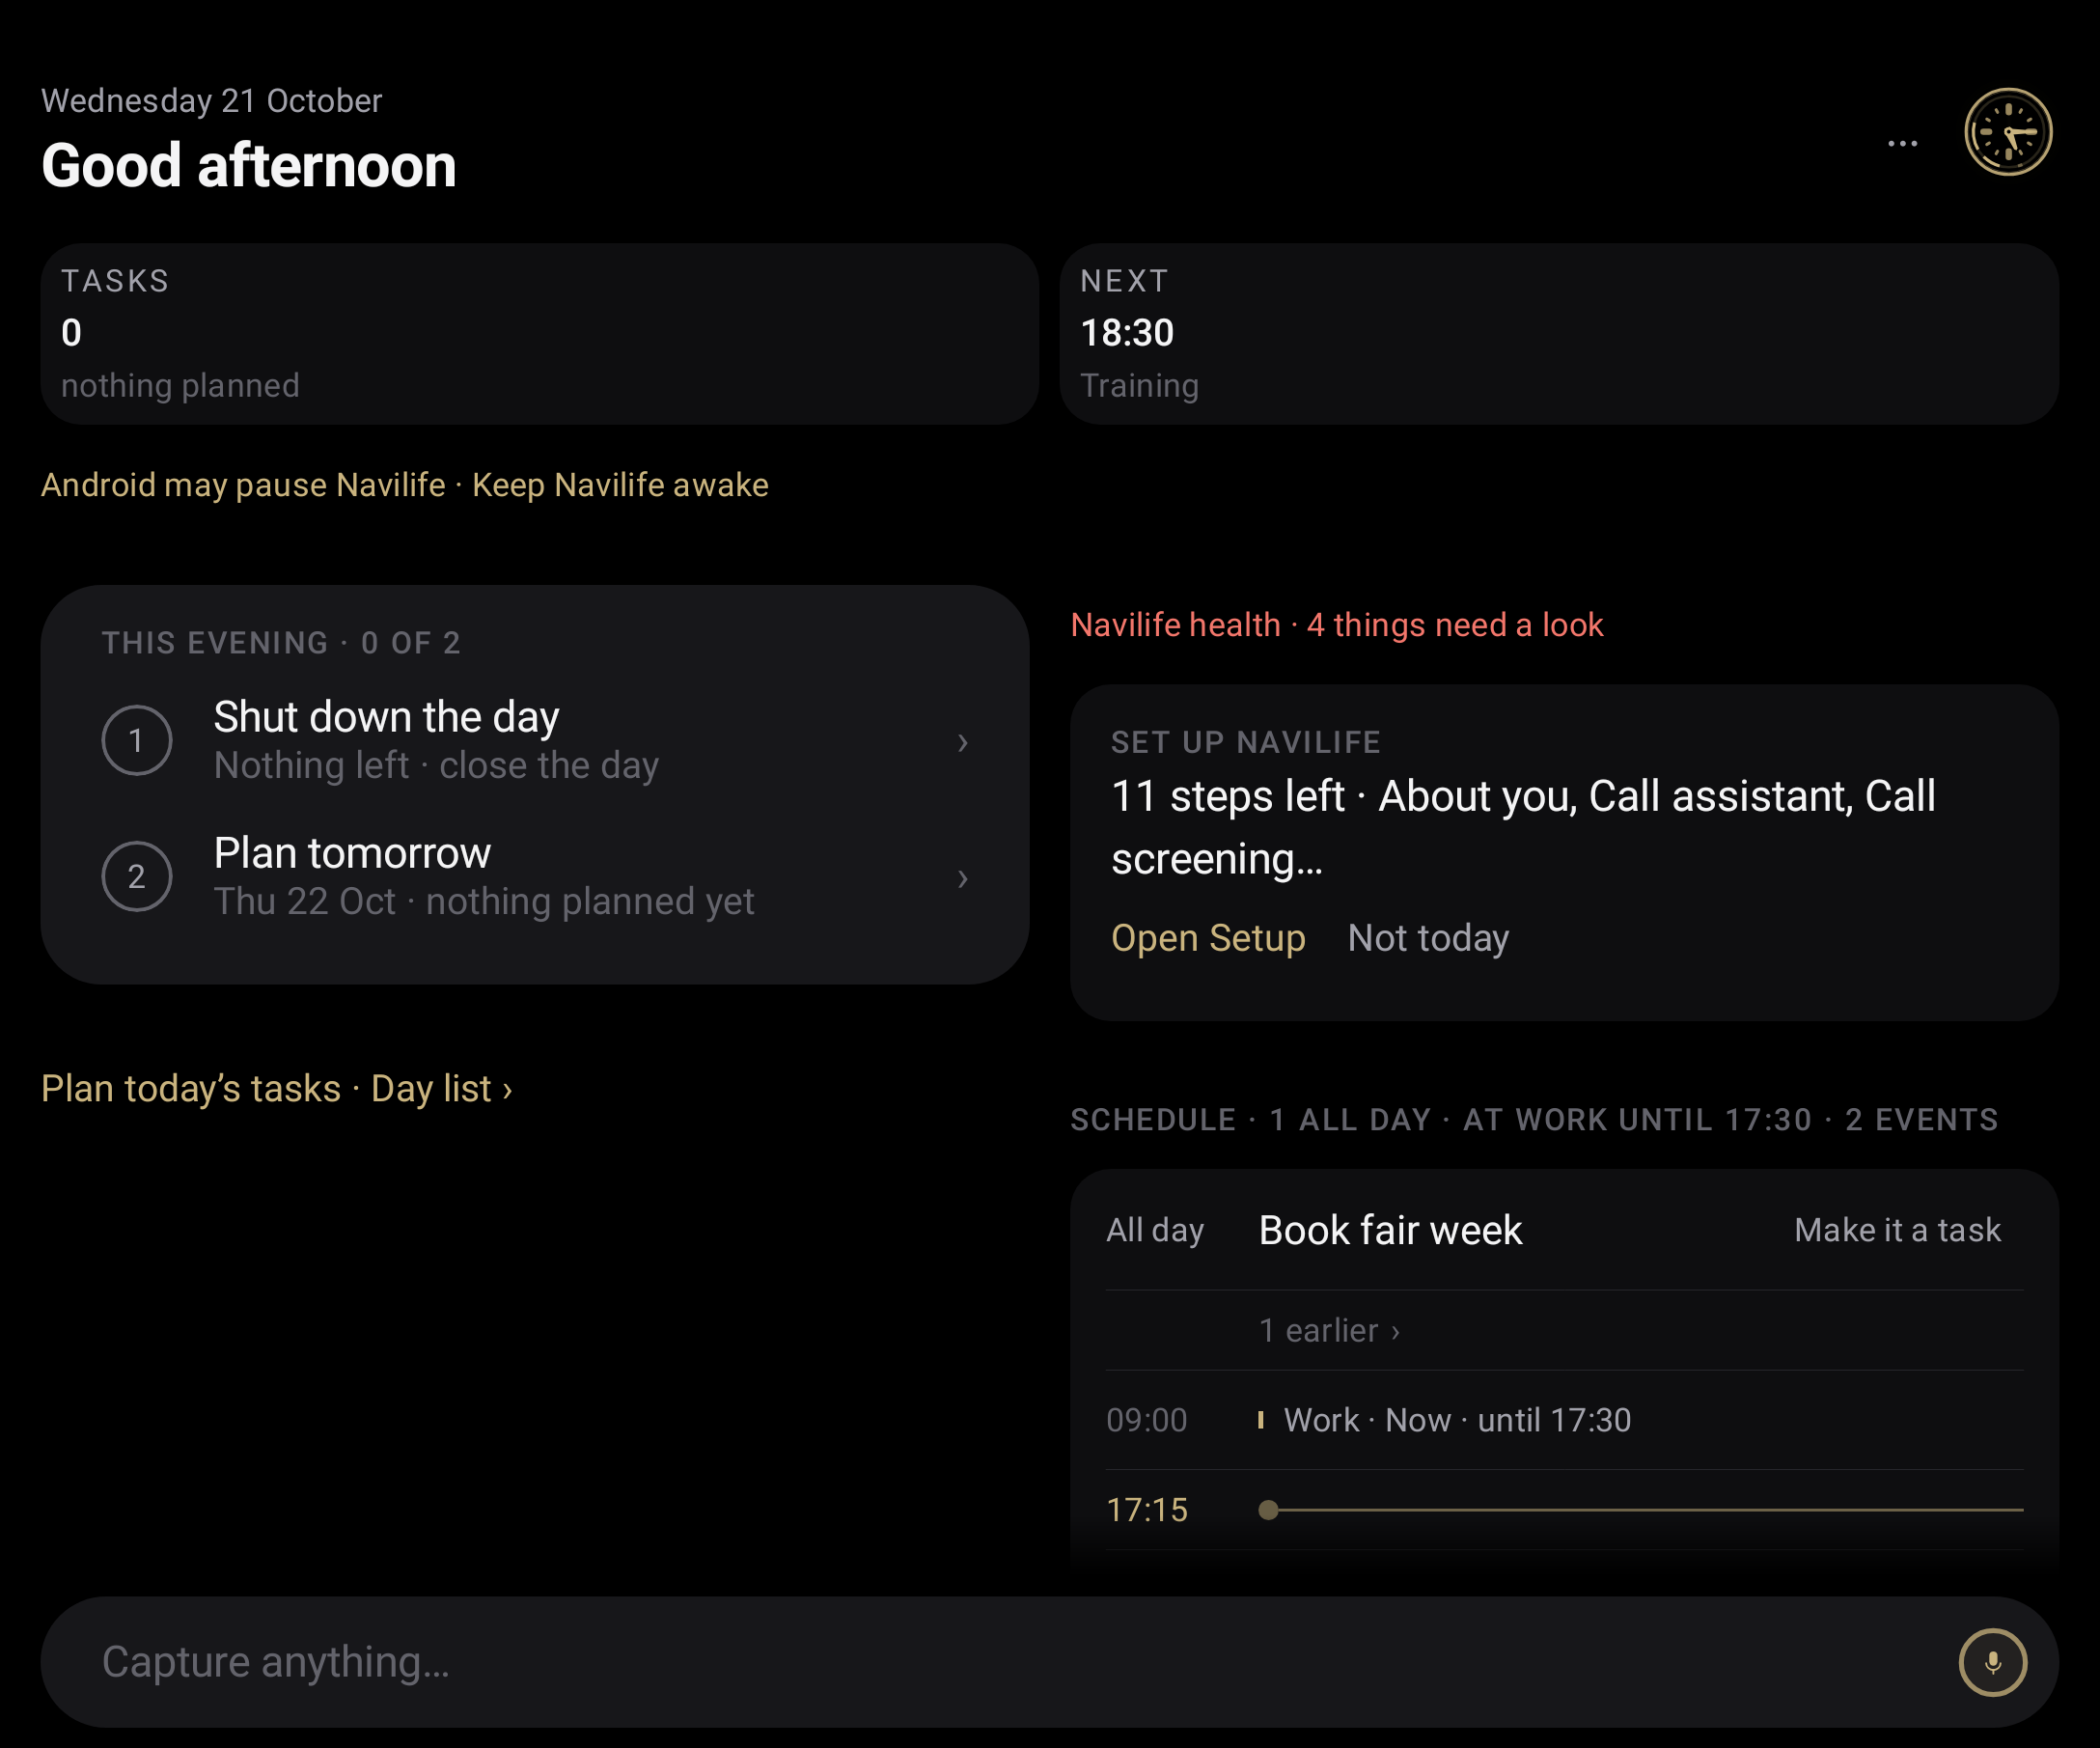 Wednesday 21 October
Good afternoon
...
TASKS
0
nothing planned
NEXT
18:30
Training
Android may pause Navilife · Keep Navilife awake
THIS EVENING · 0 OF 2
1
Shut down the day
Nothing left · close the day
›
2
Plan tomorrow
Thu 22 Oct · nothing planned yet
›
Plan today’s tasks · Day list ›
Navilife health · 4 things need a look
SET UP NAVILIFE
11 steps left · About you, Call assistant, Call
screening…
Open Setup
Not today
SCHEDULE · 1 ALL DAY · AT WORK UNTIL 17:30 · 2 EVENTS
All day
Book fair week
Make it a task
1 earlier ›
09:00
Work · Now · until 17:30
17:15
Capture anything…